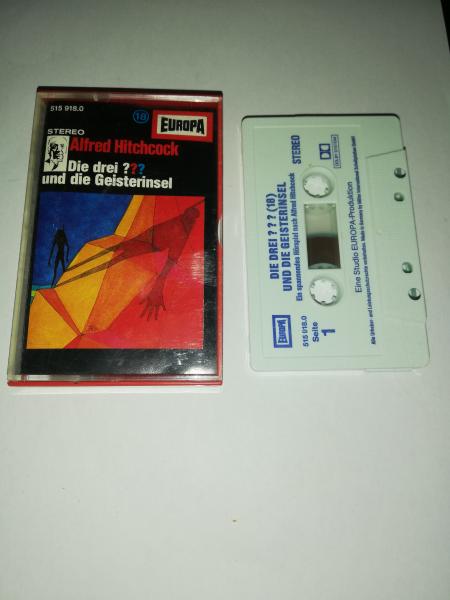 515 918.0
18
EUROPA
STEREO
Alfred Hitchcock
Die drei ???
und die Geisterinsel
DIE DREI ? ? ? (18)
UND DIE GEISTERINSEL
Ein spannendes Hörspiel nach Alfred Hitchcock
STEREO
EUROPA
515 918.0
Seite
1
Eine Studio EUROPA-Produktion